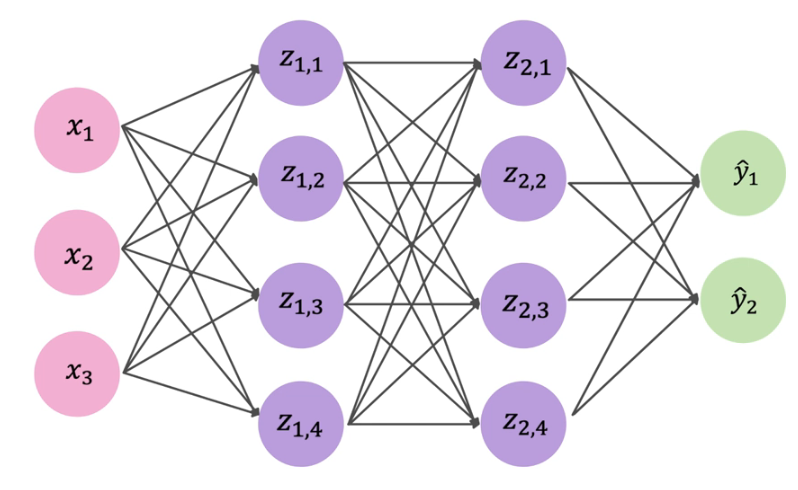 x₁
x₂
x₃
z₁,₁
z₁,₂
z₁,₃
z₁,₄
z₂,₁
z₂,₂
z₂,₃
z₂,₄
ŷ₁
ŷ₂